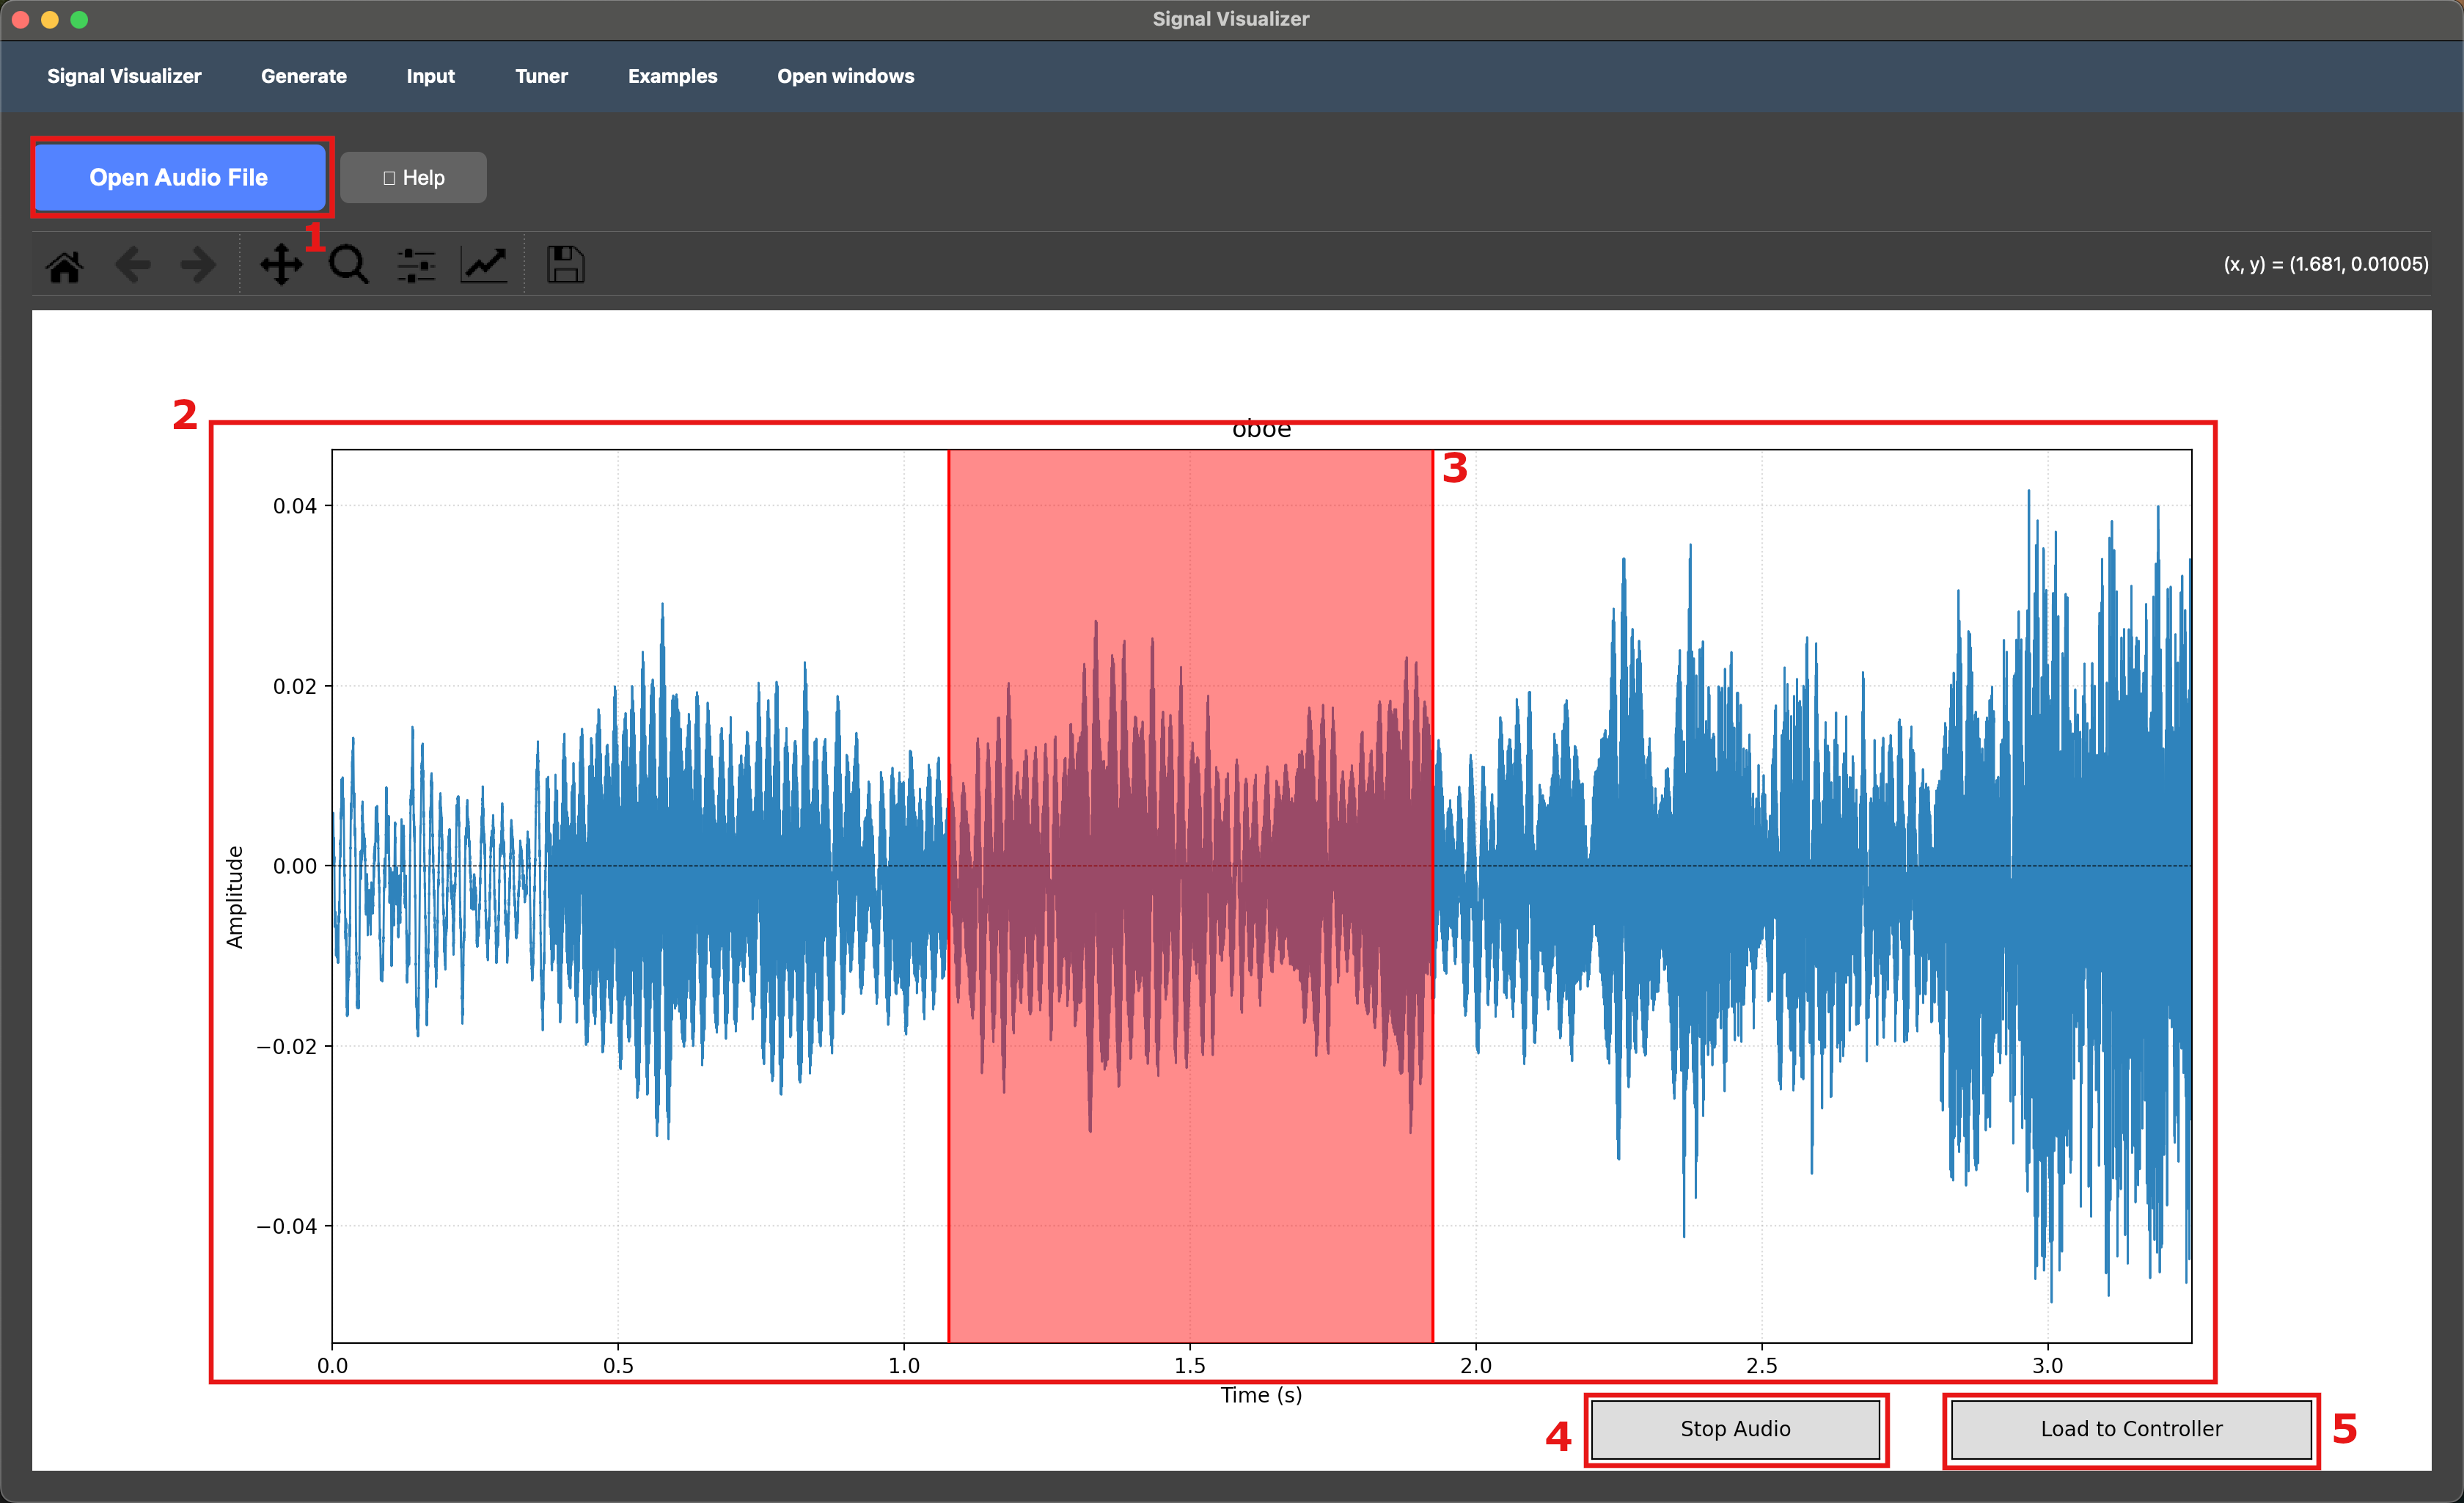 Signal Visualizer
Signal Visualizer Generate Input Tuner Examples Open windows
Open Audio File Help
1
(x, y) = (1.681, 0.01005)
2
oboe
3
0.04
0.02
0.00
−0.02
−0.04
Amplitude
0.0 0.5 1.0 1.5 2.0 2.5 3.0
Time (s)
4 Stop Audio Load to Controller 5